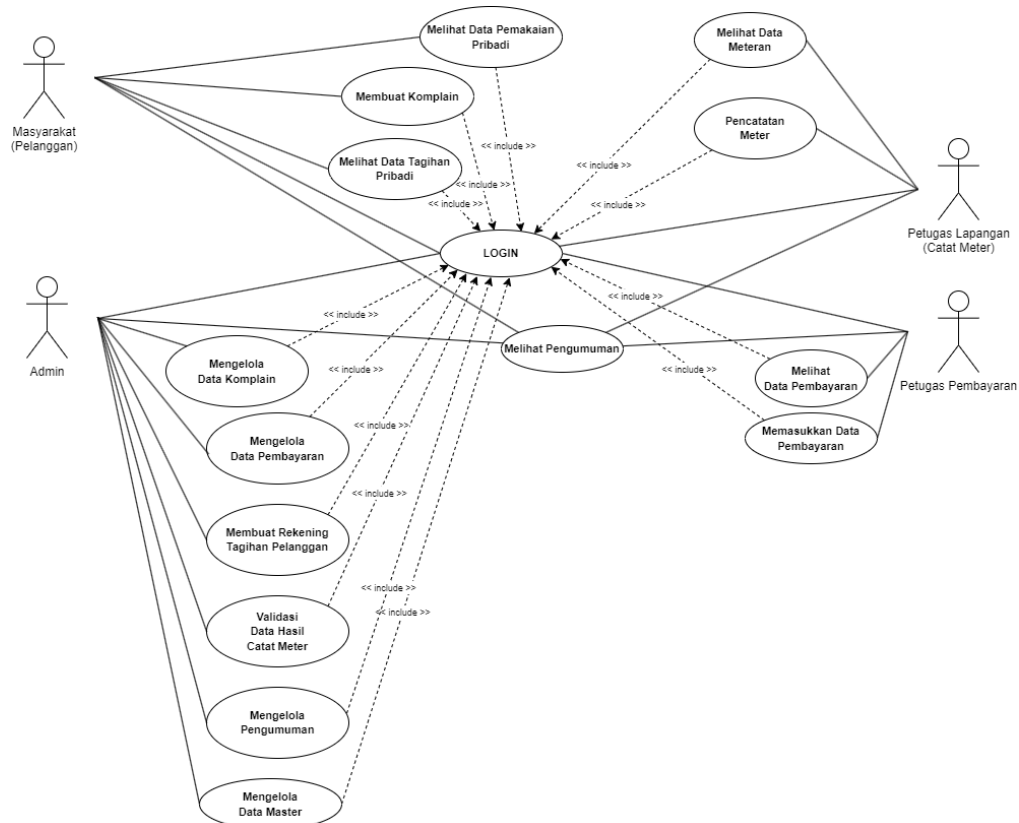 Melihat Data Pemakaian
Pribadi
Melihat Data
Meteran
Membuat Komplain
Pencatatan
Meter
Masyarakat
(Pelanggan)
Melihat Data Tagihan
Pribadi
<< include >>
<< include >>
<< include >>
<< include >>
<< include >>
Petugas Lapangan
(Catat Meter)
LOGIN
<< include >>
<< include >>
Melihat Pengumuman
Admin
Mengelola
Data Komplain
<< include >>
<< include >>
Melihat
Data Pembayaran
Petugas Pembayaran
Mengelola
Data Pembayaran
<< include >>
Memasukkan Data
Pembayaran
<< include >>
Membuat Rekening
Tagihan Pelanggan
<< include >>
<< include >>
Validasi
Data Hasil
Catat Meter
Mengelola
Pengumuman
Mengelola
Data Master